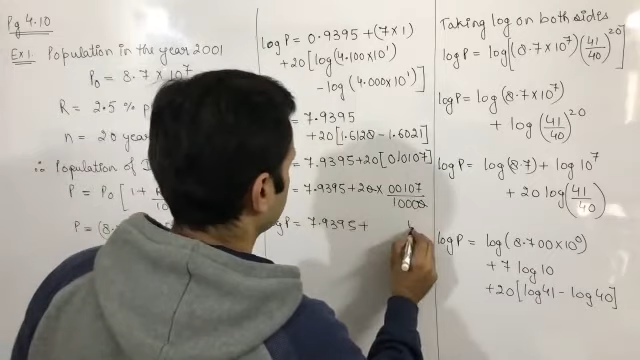 Pg 4.10
Ex 1. Population in the year 2001
P₀ = 8.7 × 10⁷
R = 2.5 % p
n = 20 year
∴ Population of
P = P₀ [ 1 +
P = (8.
log P = 0.9395 + (7 × 1)
+ 20 [ log (4.100 × 10¹)
- log (4.000 × 10¹) ]
= 7.9395
+ 20 [1.6128 - 1.6021]
= 7.9395 + 20 [0.0107]
= 7.9395 + 20 × 00107/10000
log P = 7.9395 +
Taking log on both sides
log P = log [ (8.7 × 10⁷) (41/40)²⁰ ]
log P = log (8.7 × 10⁷)
+ log (41/40)²⁰
log P = log (8.7) + log 10⁷
+ 20 log (41/40)
log P = log (8.700 × 10⁰)
+ 7 log 10
+ 20 [log 41 - log 40]